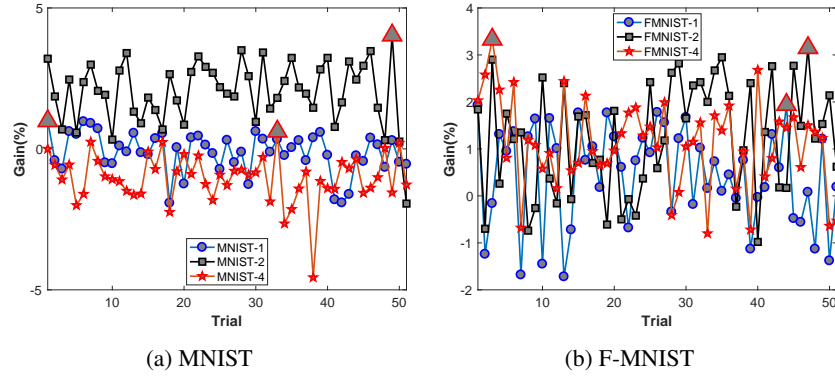 5
0
-5
Gain(%)
10
20
30
40
50
Trial
MNIST-1
MNIST-2
MNIST-4
(a) MNIST
4
3
2
1
0
-1
-2
Gain(%)
10
20
30
40
50
Trial
FMNIST-1
FMNIST-2
FMNIST-4
(b) F-MNIST